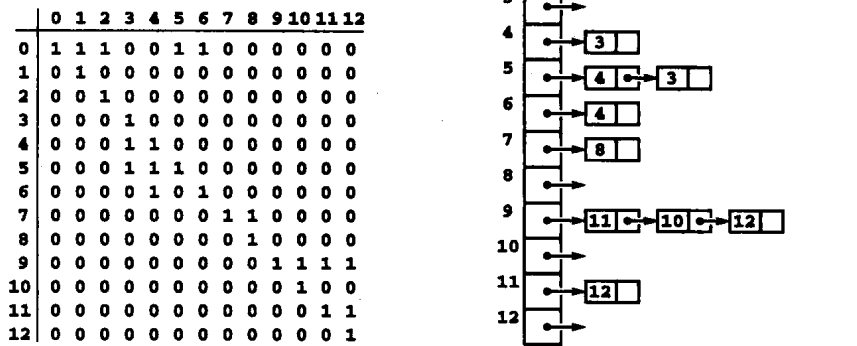 0 1 2 3 4 5 6 7 8 9 10 11 12
0 1 1 1 0 0 1 1 0 0 0 0 0 0
1 0 1 0 0 0 0 0 0 0 0 0 0 0
2 0 0 1 0 0 0 0 0 0 0 0 0 0
3 0 0 0 1 0 0 0 0 0 0 0 0 0
4 0 0 0 1 1 0 0 0 0 0 0 0 0
5 0 0 0 1 1 1 0 0 0 0 0 0 0
6 0 0 0 0 1 0 1 0 0 0 0 0 0
7 0 0 0 0 0 0 0 1 1 0 0 0 0
8 0 0 0 0 0 0 0 0 1 0 0 0 0
9 0 0 0 0 0 0 0 0 0 1 1 1 1
10 0 0 0 0 0 0 0 0 0 0 1 0 0
11 0 0 0 0 0 0 0 0 0 0 0 1 1
12 0 0 0 0 0 0 0 0 0 0 0 0 1
4 3
5 4 3
6 4
7 8
8
9 11 10 12
10
11 12
12